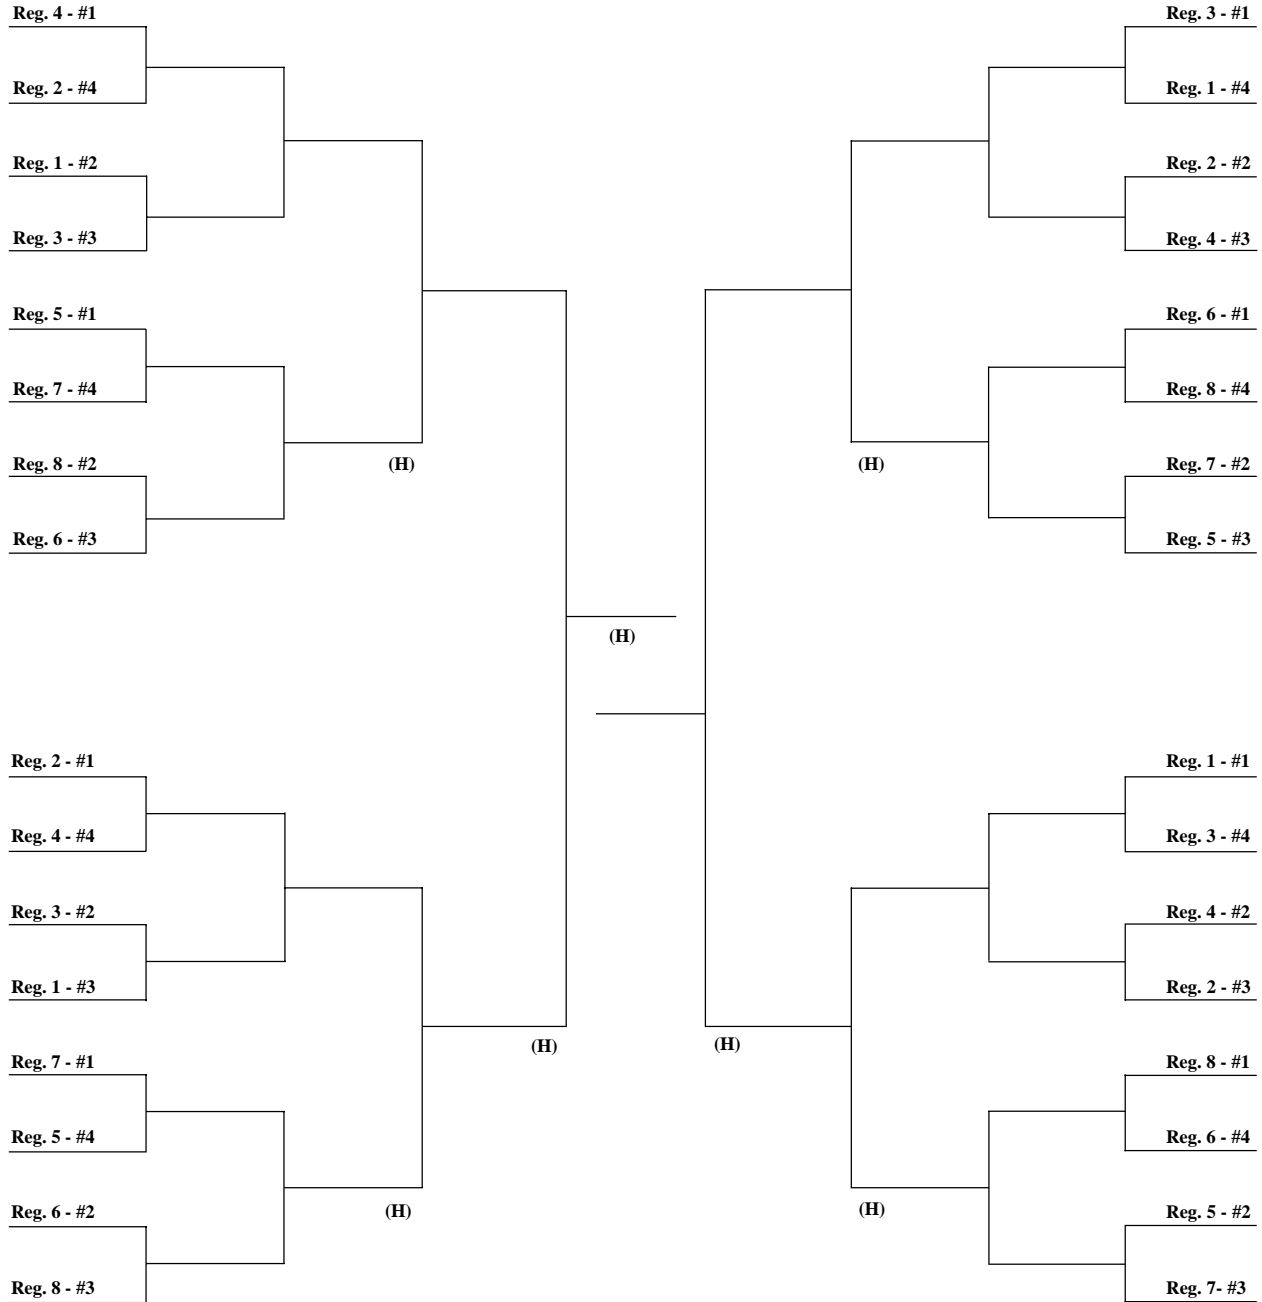 Reg. 4 - #1
Reg. 2 - #4
Reg. 1 - #2
Reg. 3 - #3
Reg. 5 - #1
Reg. 7 - #4
Reg. 8 - #2
(H)
Reg. 6 - #3
(H)
Reg. 2 - #1
Reg. 4 - #4
Reg. 3 - #2
Reg. 1 - #3
(H)
Reg. 7 - #1
Reg. 5 - #4
Reg. 6 - #2
(H)
Reg. 8 - #3
Reg. 3 - #1
Reg. 1 - #4
Reg. 2 - #2
Reg. 4 - #3
Reg. 6 - #1
Reg. 8 - #4
(H)
Reg. 7 - #2
Reg. 5 - #3
Reg. 1 - #1
Reg. 3 - #4
Reg. 4 - #2
Reg. 2 - #3
(H)
Reg. 8 - #1
Reg. 6 - #4
(H)
Reg. 5 - #2
Reg. 7- #3